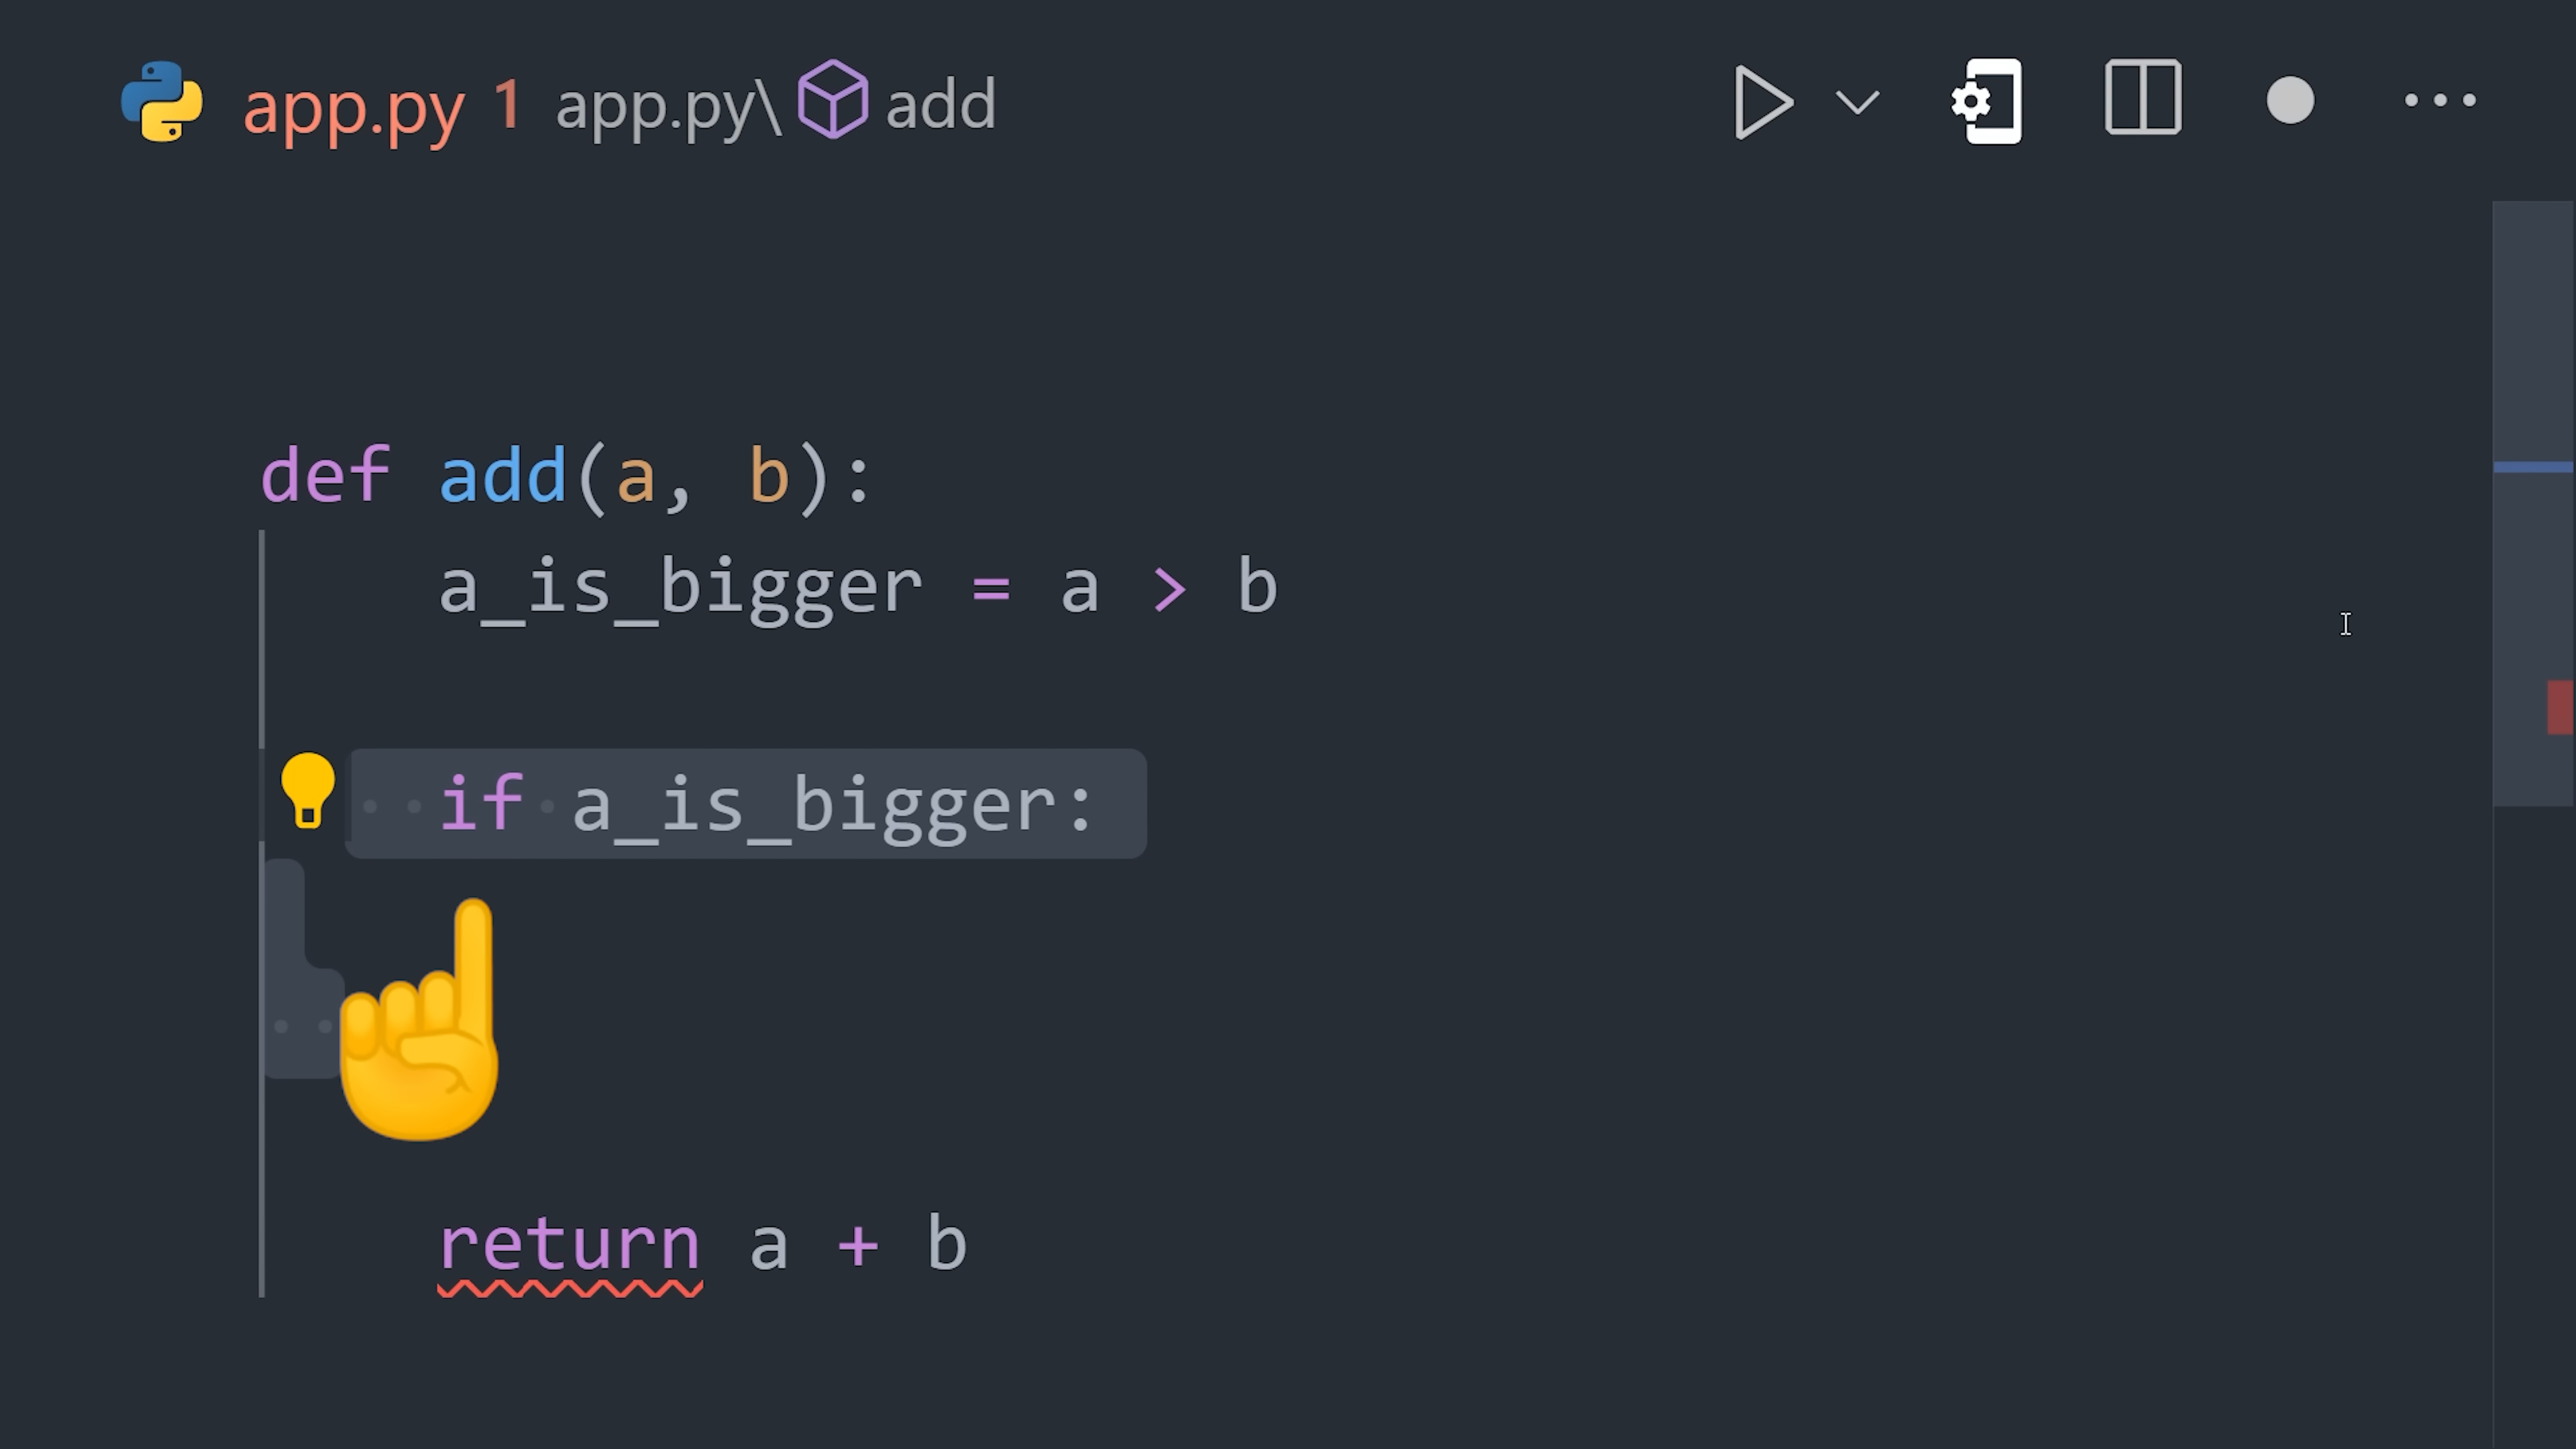 app.py 1 app.py\ add
def add(a, b):
a_is_bigger = a > b
if a_is_bigger:
return a + b